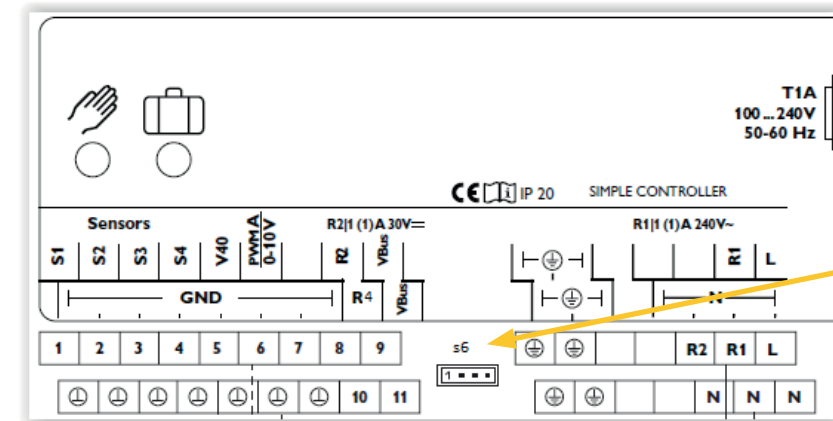 T1A
100 ... 240V
50-60 Hz
CE i IP 20 SIMPLE CONTROLLER
Sensors R2|1 (1) A 30V⎓ R1|1 (1) A 240V~
S1 S2 S3 S4 V40 PWM A 0-10V R2 VBus R1 L
GND R4 VBus N
1 2 3 4 5 6 7 8 9 s6 R2 R1 L
1
10 11 N N N